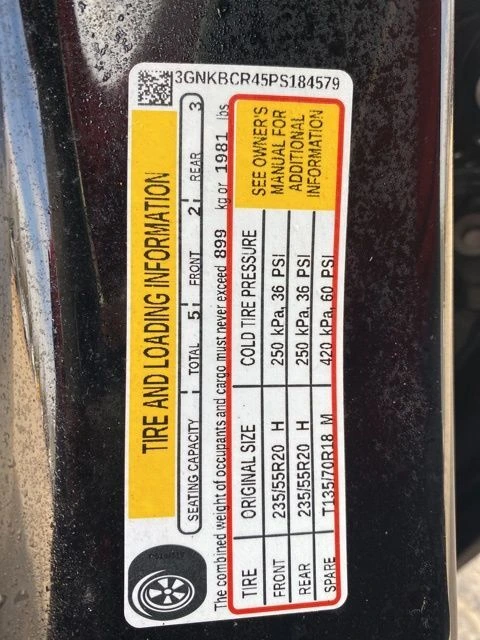 3GNKBCR45PS184579
TIRE AND LOADING INFORMATION
SEATING CAPACITY TOTAL 5 FRONT 2 REAR 3
The combined weight of occupants and cargo must never exceed 899 kg or 1981 lbs
TIRE ORIGINAL SIZE COLD TIRE PRESSURE
FRONT 235/55R20 H 250 kPa, 36 PSI
REAR 235/55R20 H 250 kPa, 36 PSI
SPARE T135/70R18 M 420 kPa, 60 PSI
SEE OWNER'S
MANUAL FOR
ADDITIONAL
INFORMATION